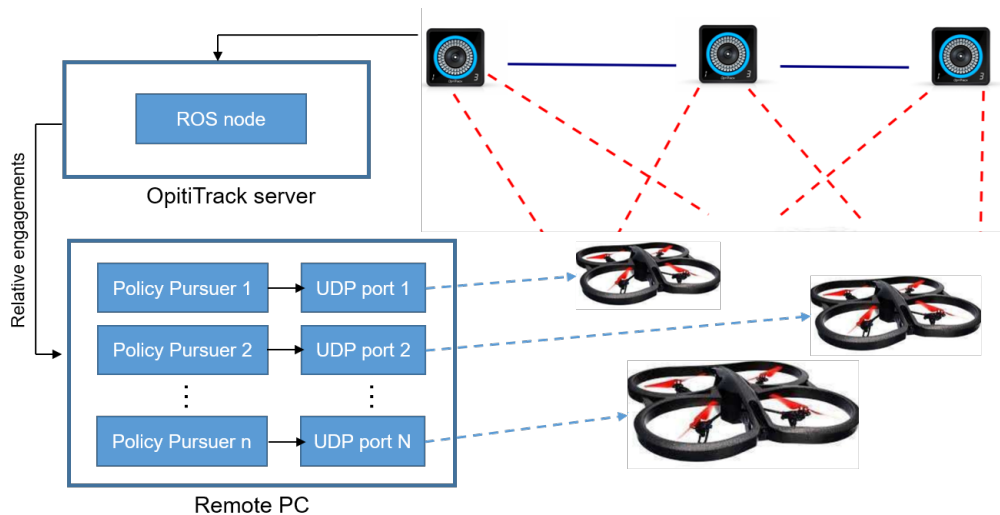 ROS node
OpitiTrack server
Relative engagements
Policy Pursuer 1
UDP port 1
Policy Pursuer 2
UDP port 2
⋮
⋮
Policy Pursuer n
UDP port N
Remote PC